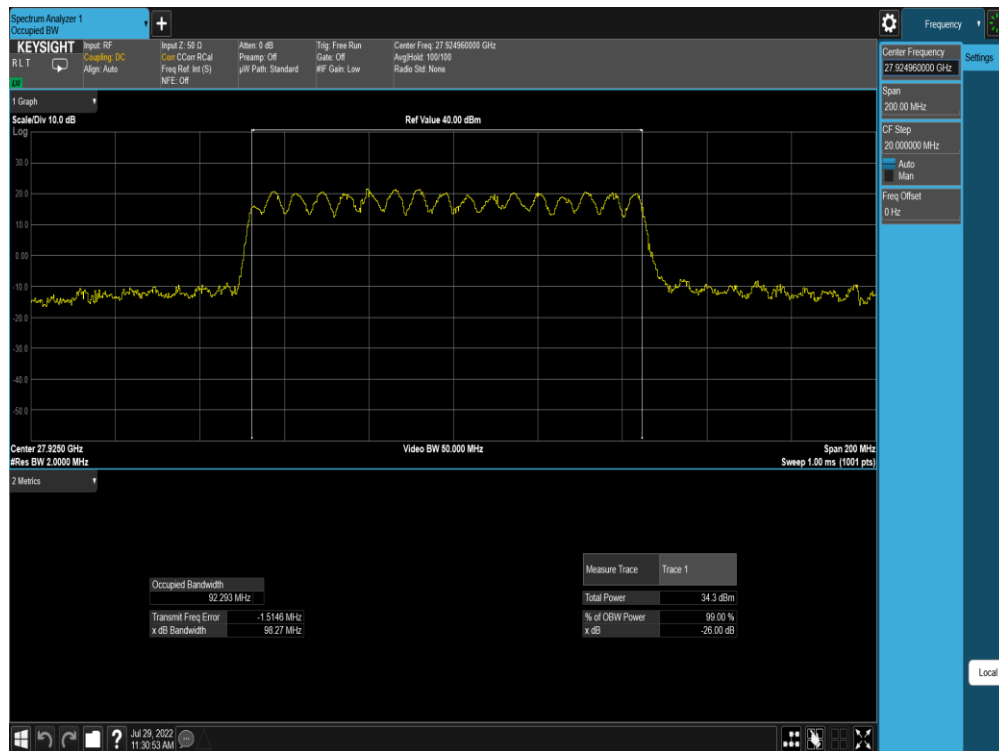 Spectrum Analyzer 1
Occupied BW
Frequency
KEYSIGHT
R L T
LXI
Input: RF
Coupling: DC
Align: Auto
Input Z: 50 Ω
Corr CCorr RCal
Freq Ref: Int (S)
NFE: Off
Atten: 0 dB
Preamp: Off
µW Path: Standard
Trig: Free Run
Gate: Off
#IF Gain: Low
Center Freq: 27.924960000 GHz
Avg|Hold: 100/100
Radio Std: None
Center Frequency
27.924960000 GHz
Settings
Span
200.00 MHz
CF Step
20.000000 MHz
Auto
Man
Freq Offset
0 Hz
1 Graph
Scale/Div 10.0 dB
Ref Value 40.00 dBm
Log
30.0
20.0
10.0
0.00
-10.0
-20.0
-30.0
-40.0
-50.0
Center 27.9250 GHz
Video BW 50.000 MHz
Span 200 MHz
#Res BW 2.0000 MHz
Sweep 1.00 ms (1001 pts)
2 Metrics
Occupied Bandwidth
92.293 MHz
Transmit Freq Error -1.5146 MHz
x dB Bandwidth 98.27 MHz
Measure Trace Trace 1
Total Power 34.3 dBm
% of OBW Power 99.00 %
x dB -26.00 dB
Local
Jul 29, 2022
11:30:53 AM